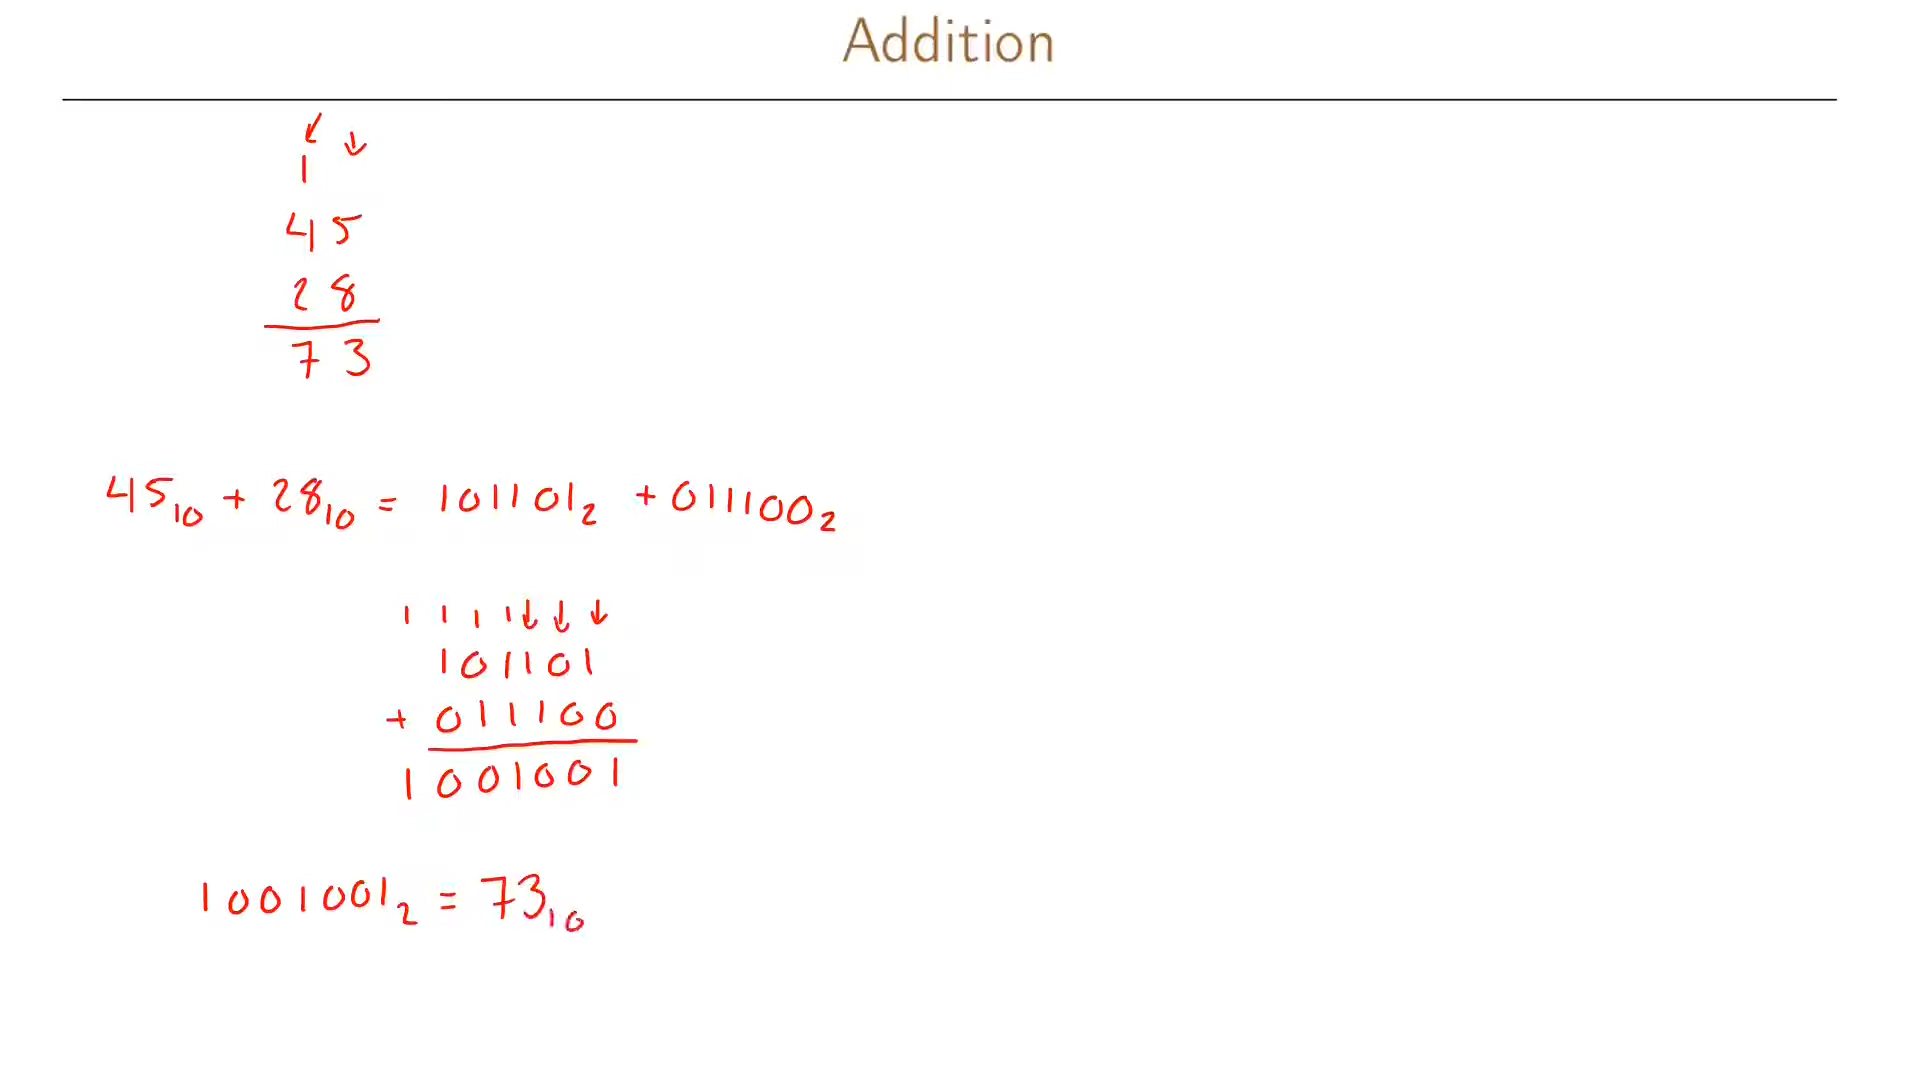 Addition
1
45
28
73
45₁₀ + 28₁₀ = 101101₂ + 011100₂
1 1 1 1
101101
+ 011100
1001001
1001001₂ = 73₁₀